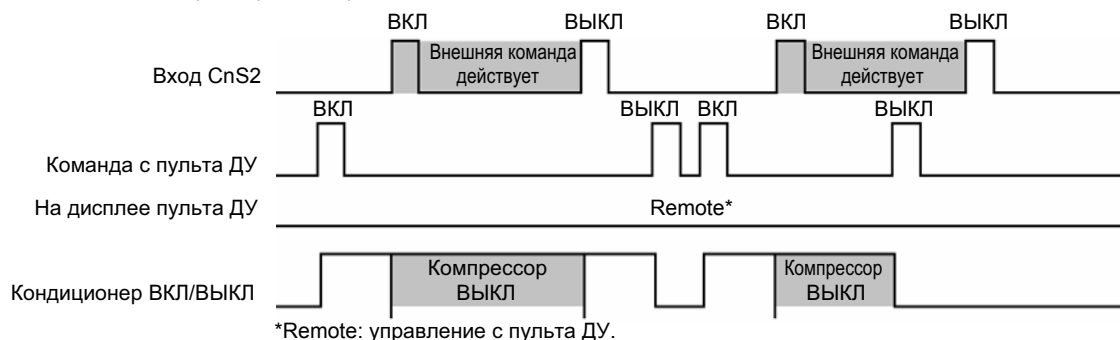 ВКЛ ВЫКЛ ВКЛ ВЫКЛ
Вход CnS2
Внешняя команда
действует
Внешняя команда
действует
ВКЛ ВЫКЛ ВКЛ ВЫКЛ
Команда с пульта ДУ
На дисплее пульта ДУ
Remote*
Кондиционер ВКЛ/ВЫКЛ
Компрессор
ВЫКЛ
Компрессор
ВЫКЛ
*Remote: управление с пульта ДУ.